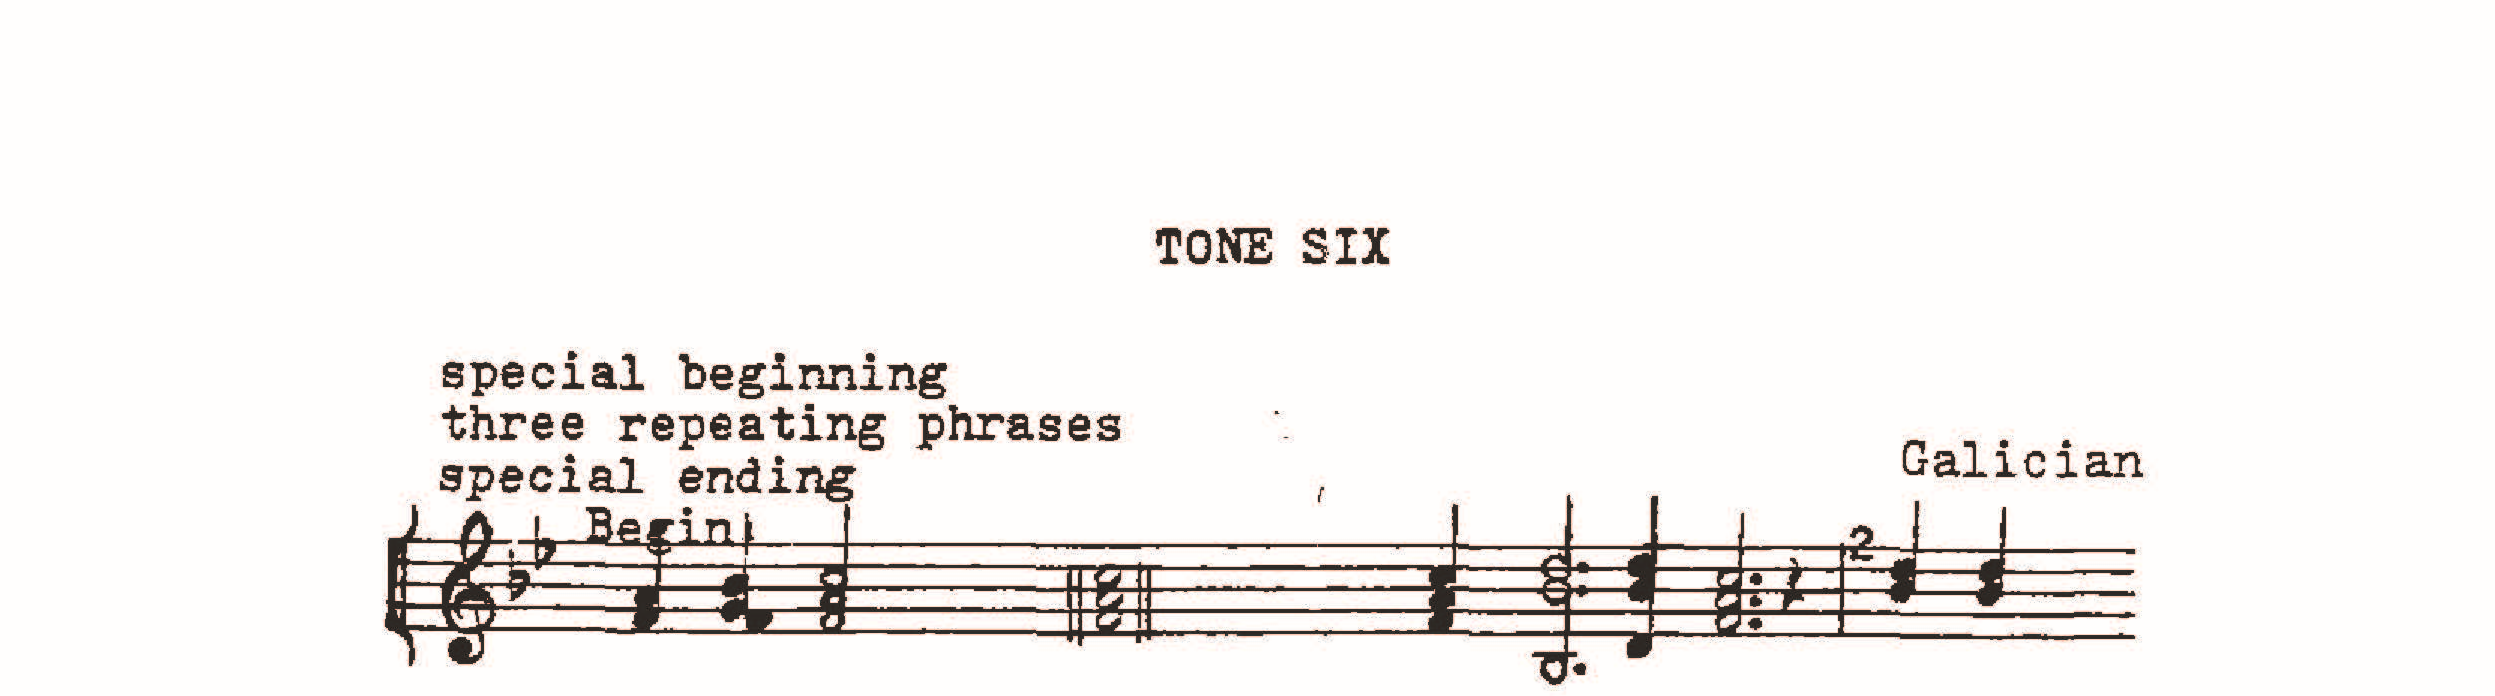 TONE SIX
special beginning
three repeating phrases
special ending
Galician
Begin
2